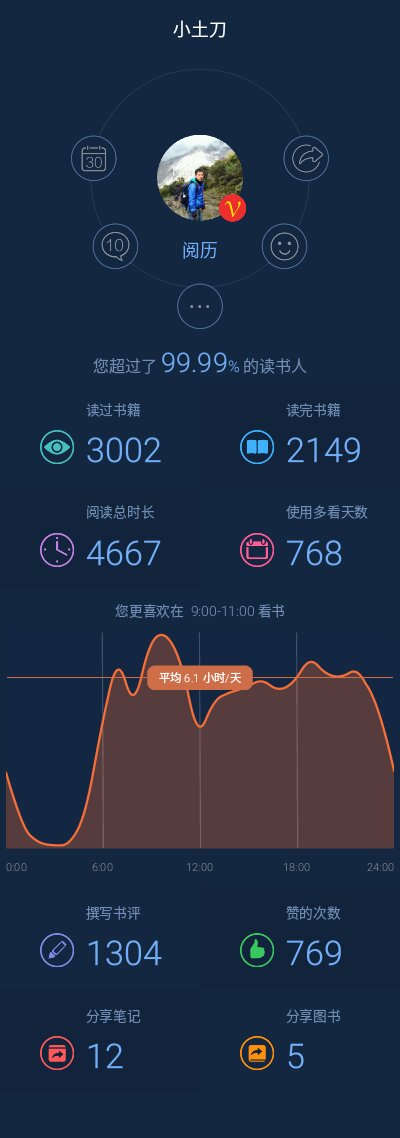 小土刀
30
10
阅历
您超过了 99.99% 的读书人
读过书籍
3002
读完书籍
2149
阅读总时长
4667
使用多看天数
768
您更喜欢在 9:00-11:00 看书
平均 6.1 小时/天
0:00 6:00 12:00 18:00 24:00
撰写书评
1304
赞的次数
769
分享笔记
12
分享图书
5